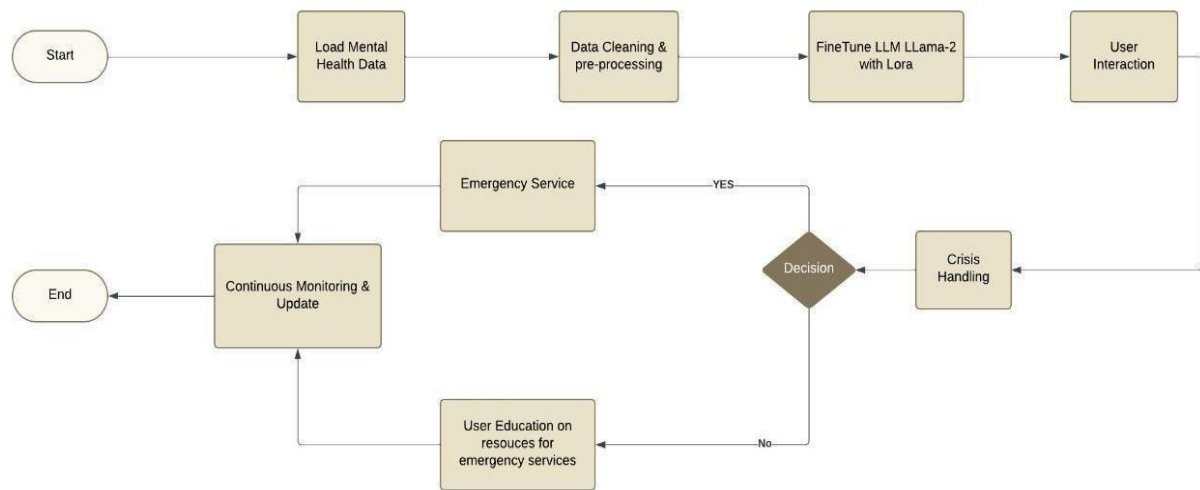 Start
Load Mental
Health Data
Data Cleaning &
pre-processing
FineTune LLM LLama-2
with Lora
User
Interaction
Emergency Service
YES
Decision
Crisis
Handling
Continuous Monitoring &
Update
End
User Education on
resouces for
emergency services
No